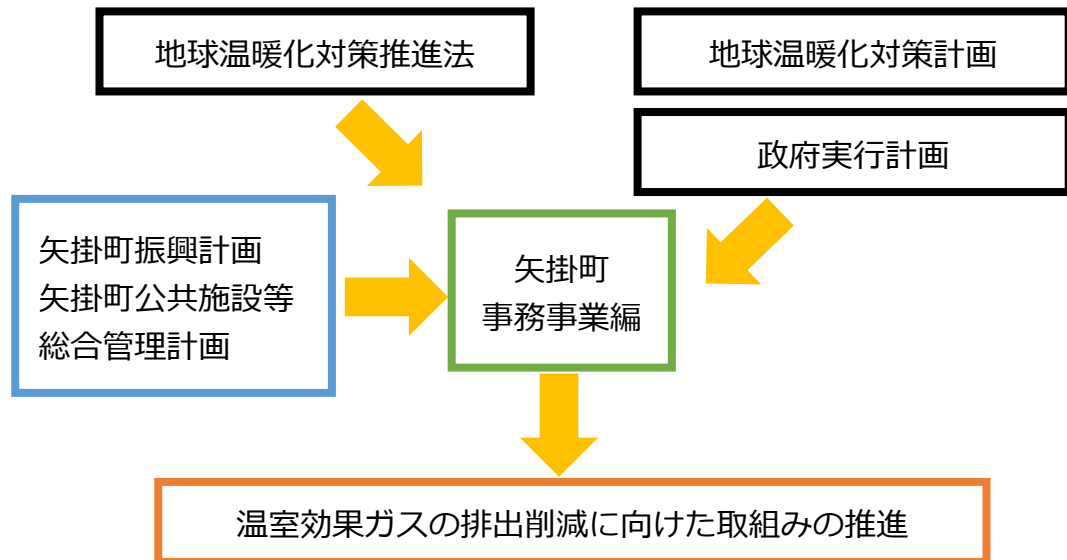 地球温暖化対策推進法
地球温暖化対策計画
政府実行計画
矢掛町振興計画
矢掛町公共施設等
総合管理計画
矢掛町
事務事業編
温室効果ガスの排出削減に向けた取組みの推進